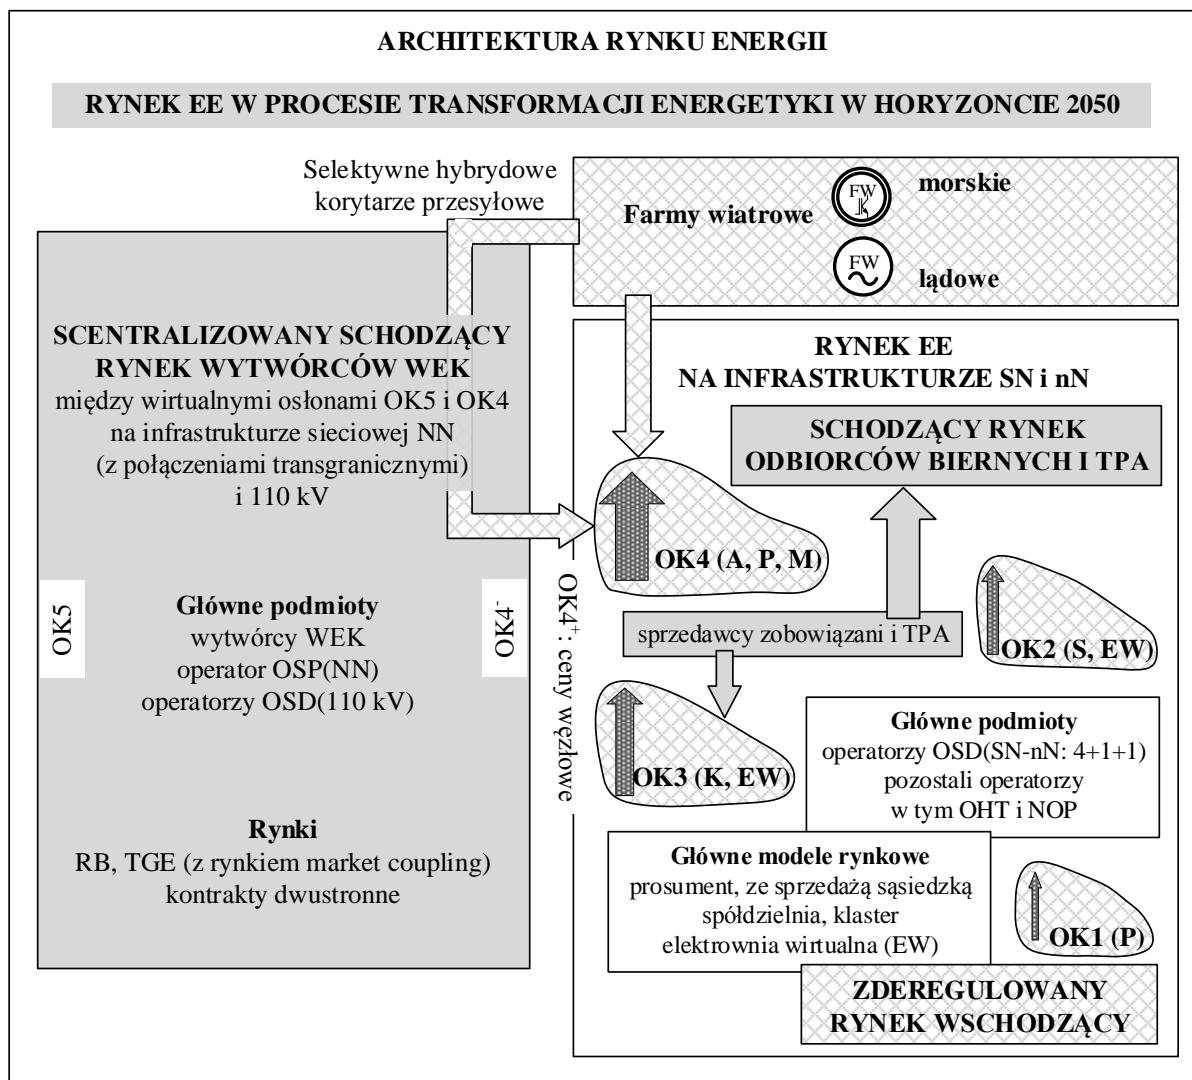 ARCHITEKTURA RYNKU ENERGII
RYNEK EE W PROCESIE TRANSFORMACJI ENERGETYKI W HORYZONCIE 2050
Selektywne hybrydowe
korytarze przesyłowe
Farmy wiatrowe
FW
morskie
FW
lądowe
SCENTRALIZOWANY SCHODZĄCY
RYNEK WYTWÓRCÓW WEK
między wirtualnymi osłonami OK5 i OK4
na infrastrukturze sieciowej NN
(z połączeniami transgranicznymi)
i 110 kV
OK5
OK4⁻
Główne podmioty
wytwórcy WEK
operator OSP(NN)
operatorzy OSD(110 kV)
Rynki
RB, TGE (z rynkiem market coupling)
kontrakty dwustronne
OK4⁺: ceny węzłowe
RYNEK EE
NA INFRASTRUKTURZE SN i nN
SCHODZĄCY RYNEK
ODBIORCÓW BIERNYCH I TPA
OK4 (A, P, M)
sprzedawcy zobowiązani i TPA
OK2 (S, EW)
OK3 (K, EW)
Główne podmioty
operatorzy OSD(SN-nN: 4+1+1)
pozostali operatorzy
w tym OHT i NOP
Główne modele rynkowe
prosument, ze sprzedażą sąsiedzką
spółdzielnia, klaster
elektrownia wirtualna (EW)
OK1 (P)
ZDEREGULOWANY
RYNEK WSCHODZĄCY